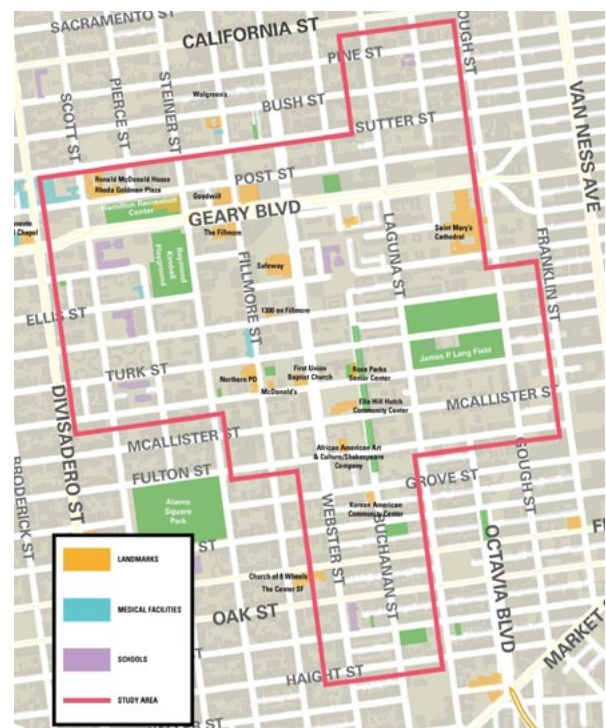 SACRAMENTO ST
CALIFORNIA ST
PINE ST
OUGH ST
PIERCE ST
STEINER ST
SCOTT ST
Walgreen's
BUSH ST
SUTTER ST
VAN NESS AVE
Ronald McDonald House
Rhoda Goldman Plaza
Hamilton Recreation
Center
Goodwill
POST ST
GEARY BLVD
The Fillmore
Chapel
Raymond
Kimbell
Playground
Safeway
FILLMORE ST
LAGUNA ST
Saint Mary's
Cathedral
FRANKLIN ST
ELLIS ST
1300 on Fillmore
James P. Lang Field
TURK ST
Northern PD
McDonald's
First Union
Baptist Church
Rosa Parks
Senior Center
Ella Hill Hutch
Community Center
MCALLISTER S
DIVISADERO ST
MCALLISTER ST
African American Art
& Culture/Shakespeare
Company
GOUGH ST
BRODERICK ST
FULTON ST
GROVE ST
Alamo
Square
Park
Korean American
Community Center
WEBSTER ST
BUCHANAN ST
OCTAVIA BLVD
Church of 8 Wheels
The Center SF
OAK ST
MARKET
HAIGHT ST
LANDMARKS
MEDICAL FACILITIES
SCHOOLS
STUDY AREA